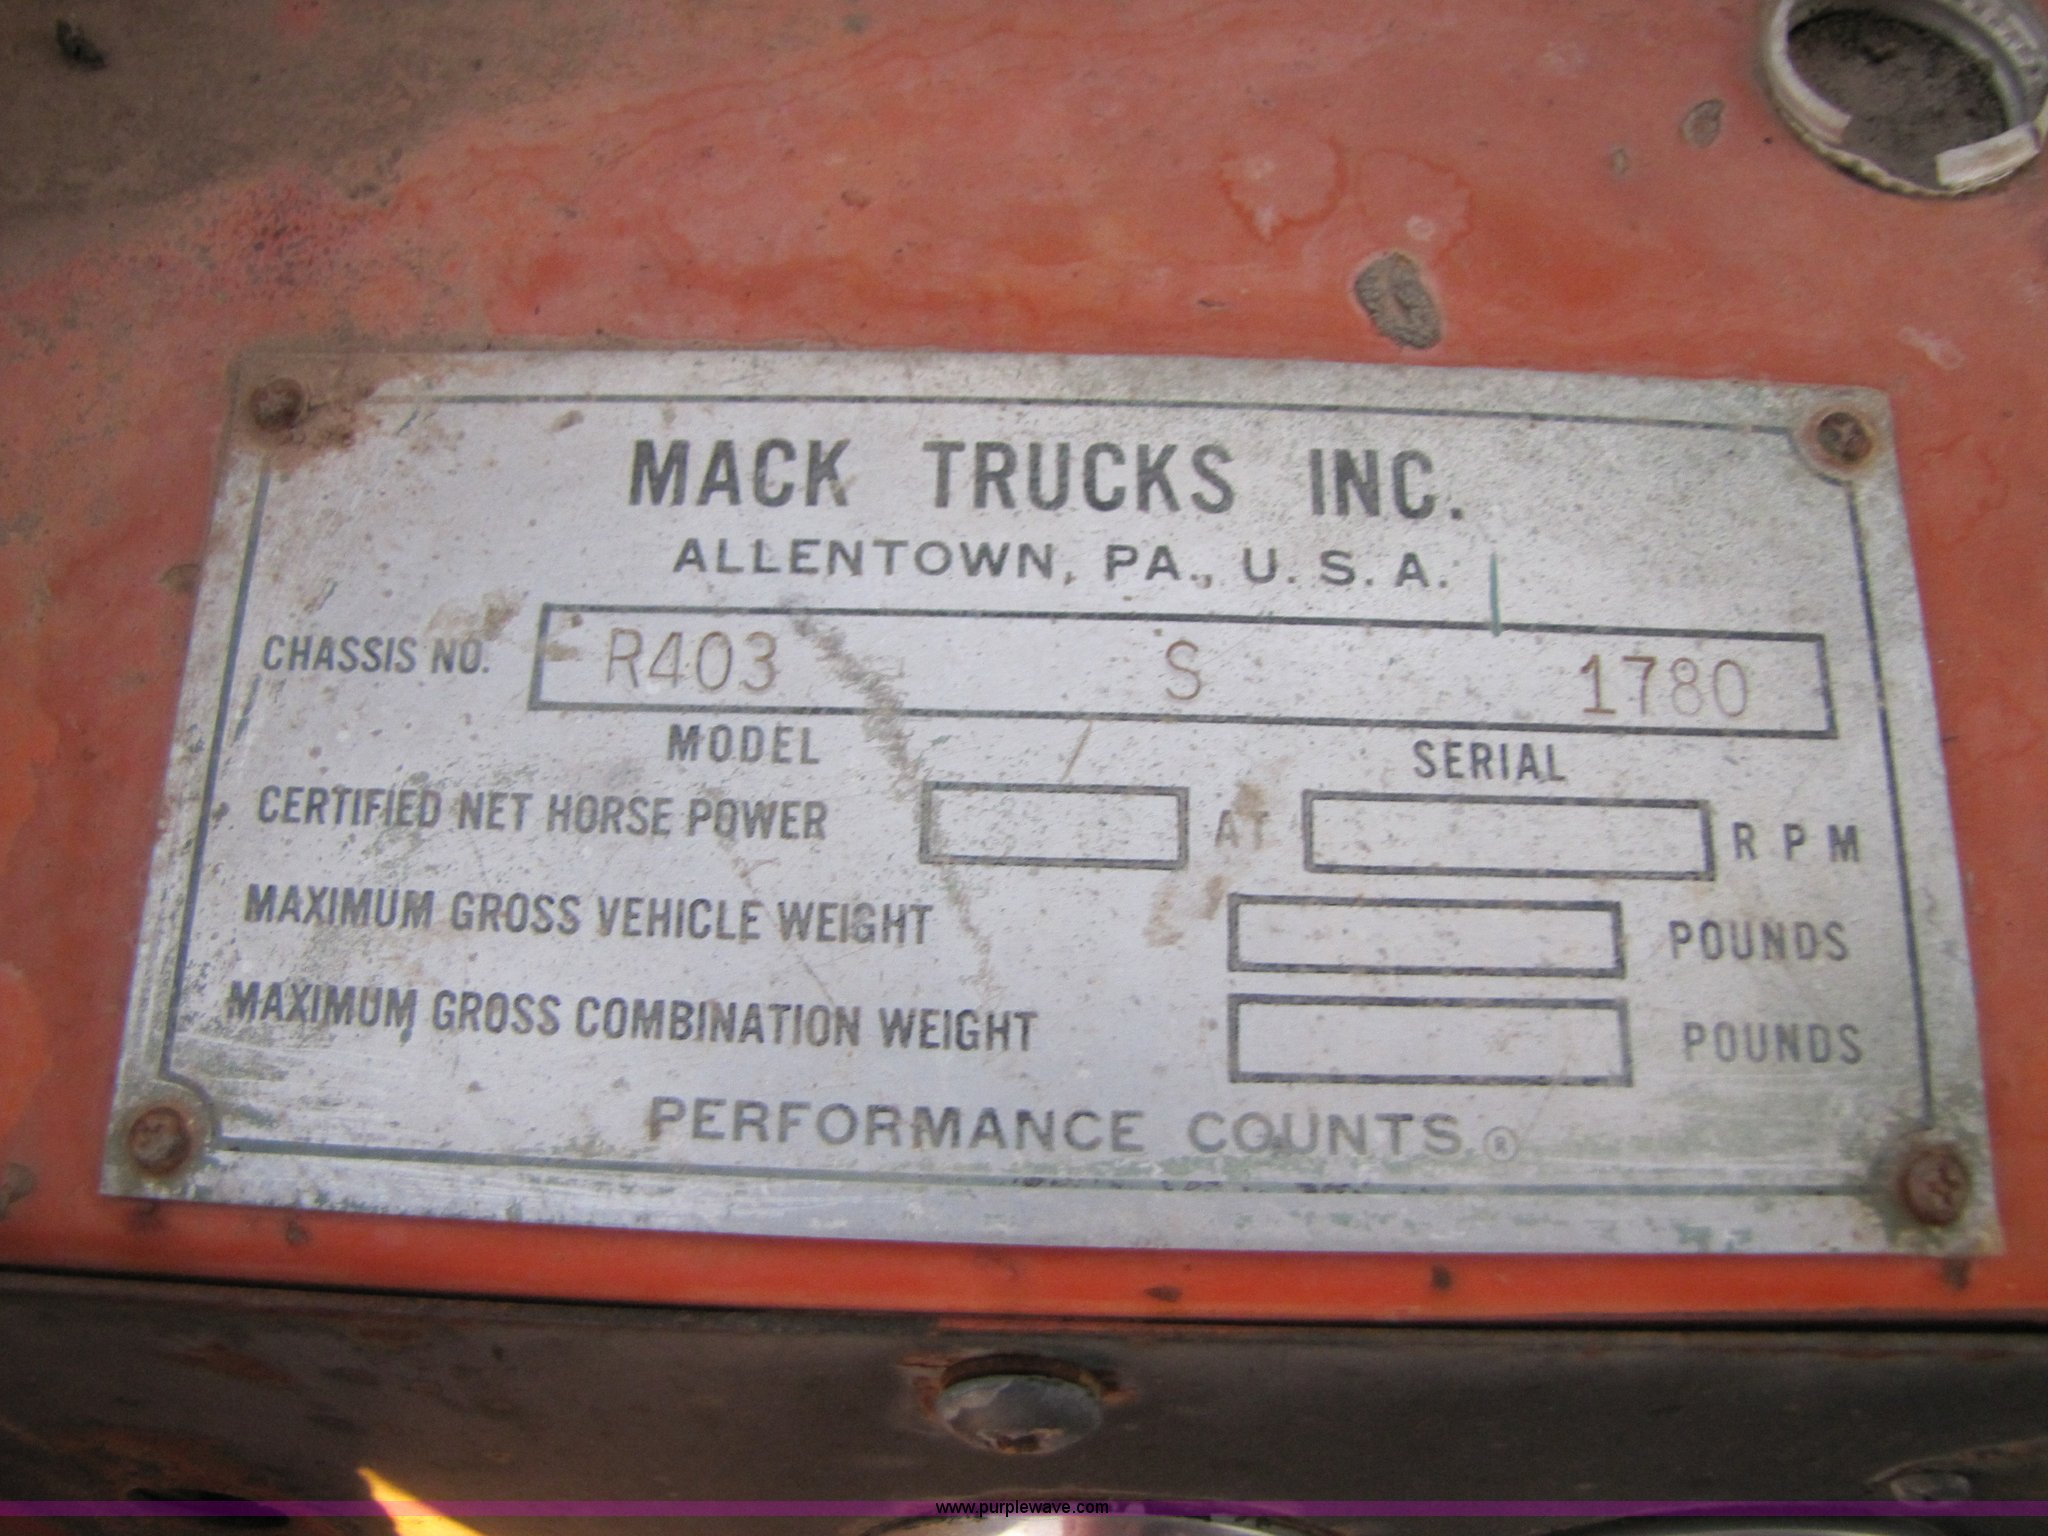 MACK TRUCKS INC.
ALLENTOWN, PA., U. S. A.
CHASSIS NO. R403 S 1780
MODEL SERIAL
CERTIFIED NET HORSE POWER AT R P M
MAXIMUM GROSS VEHICLE WEIGHT POUNDS
MAXIMUM GROSS COMBINATION WEIGHT POUNDS
PERFORMANCE COUNTS ®
www.purplewave.com